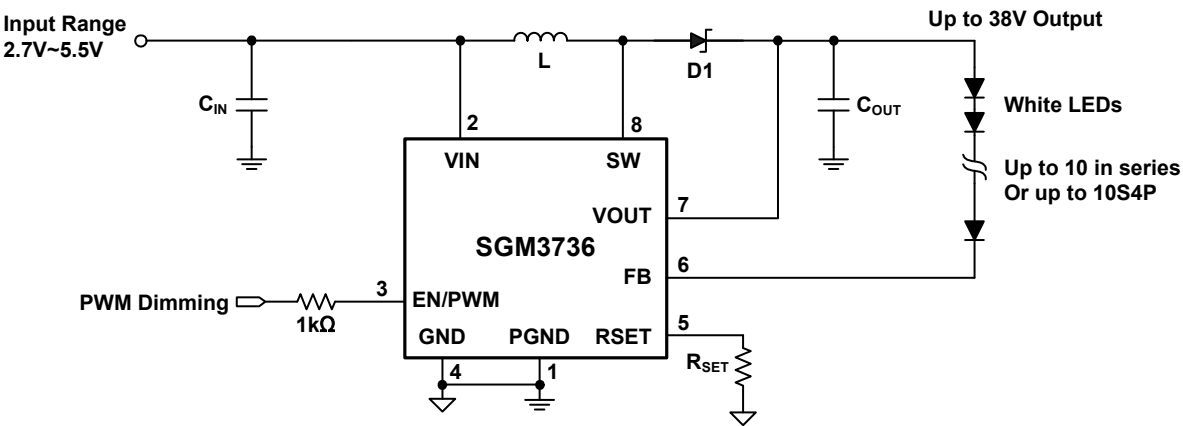 Input Range
2.7V~5.5V
Up to 38V Output
L
D1
CIN
COUT
White LEDs
2
8
VIN
SW
Up to 10 in series
Or up to 10S4P
VOUT
7
SGM3736
FB
6
PWM Dimming
1kΩ
3
EN/PWM
GND
PGND
RSET
5
RSET
4
1